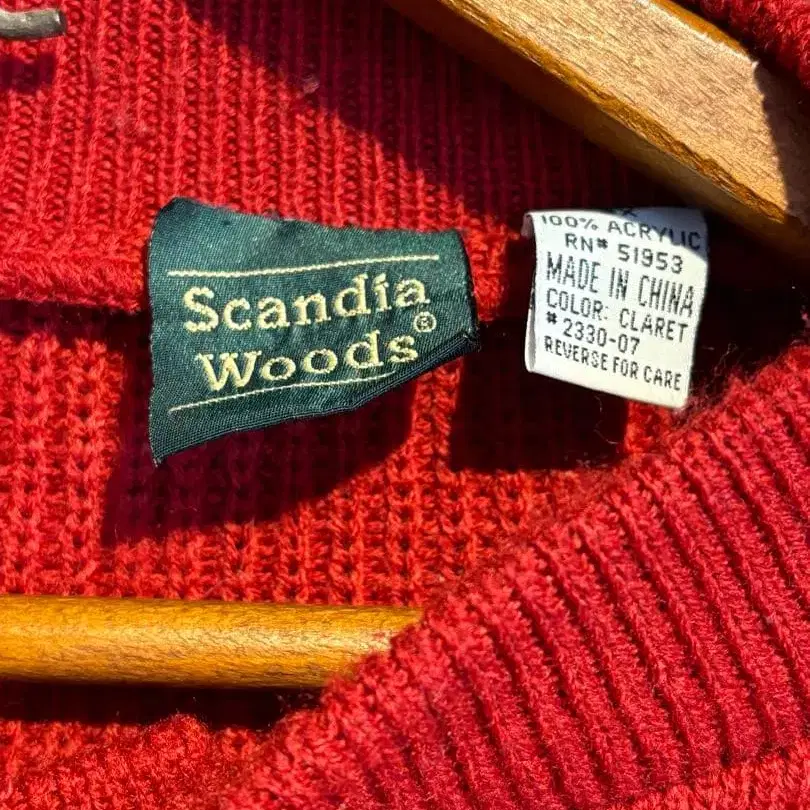 Scandia
Woods®
100% ACRYLIC
RN# 51953
MADE IN CHINA
COLOR: CLARET
# 2330-07
REVERSE FOR CARE